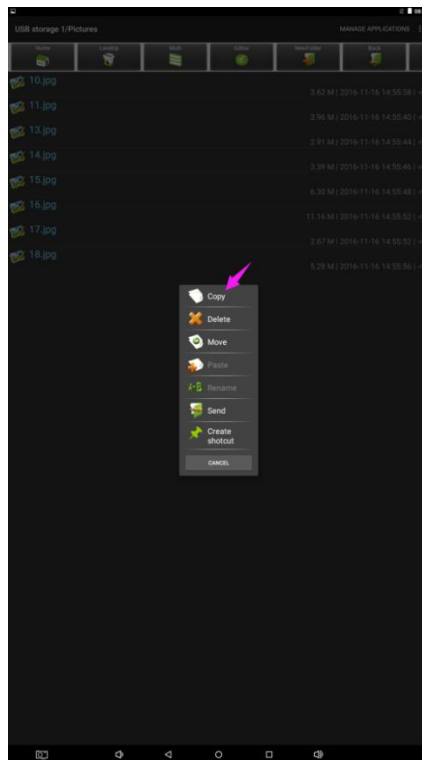 USB storage 1/Pictures
MANAGE APPLICATIONS
Home
LevelUp
Multi
Editor
NewFolder
Back
10.jpg
3.62 M | 2016-11-16 14:55:38 | -r
11.jpg
3.96 M | 2016-11-16 14:55:40 | -r
13.jpg
2.91 M | 2016-11-16 14:55:44 | -r
14.jpg
3.39 M | 2016-11-16 14:55:46 | -r
15.jpg
6.30 M | 2016-11-16 14:55:48 | -r
16.jpg
11.16 M | 2016-11-16 14:55:52 | -r
17.jpg
2.67 M | 2016-11-16 14:55:52 | -r
18.jpg
5.29 M | 2016-11-16 14:55:56 | -r
Copy
Delete
Move
Paste
A+B Rename
Send
Create
shotcut
CANCEL